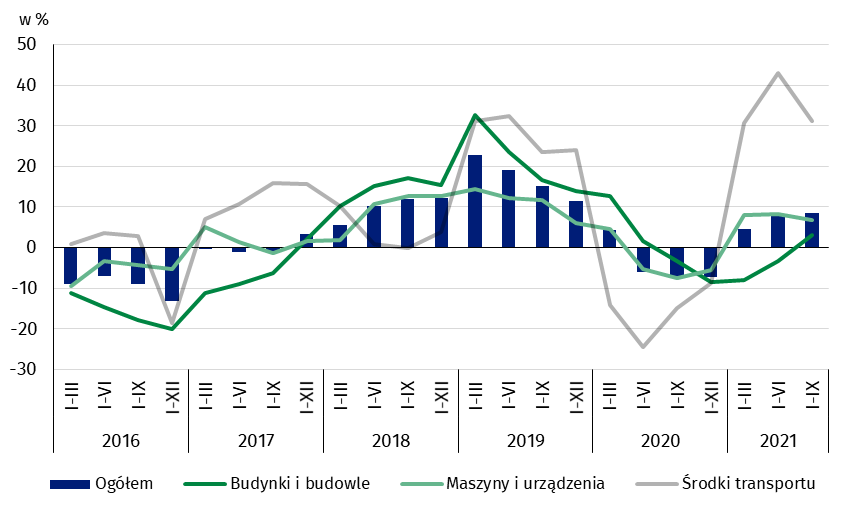 w %
50
40
30
20
10
0
-10
-20
-30
I-III I-VI I-IX I-XII I-III I-VI I-IX I-XII I-III I-VI I-IX I-XII I-III I-VI I-IX I-XII I-III I-VI I-IX I-XII I-III I-VI I-IX
2016 2017 2018 2019 2020 2021
Ogółem Budynki i budowle Maszyny i urządzenia Środki transportu